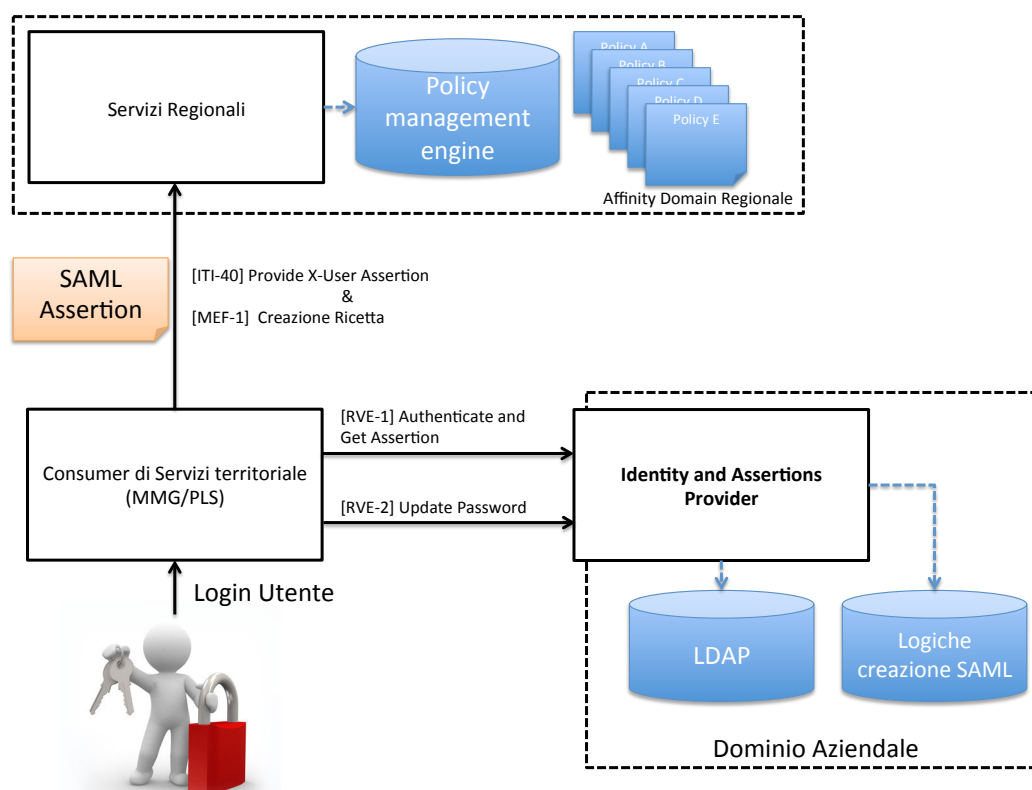 Servizi Regionali
Policy
management
engine
Policy A
Policy B
Policy C
Policy D
Policy E
Affinity Domain Regionale
SAML
Assertion
[ITI-40] Provide X-User Assertion
&
[MEF-1] Creazione Ricetta
Consumer di Servizi territoriale
(MMG/PLS)
[RVE-1] Authenticate and
Get Assertion
[RVE-2] Update Password
Identity and Assertions
Provider
Login Utente
LDAP
Logiche
creazione SAML
Dominio Aziendale